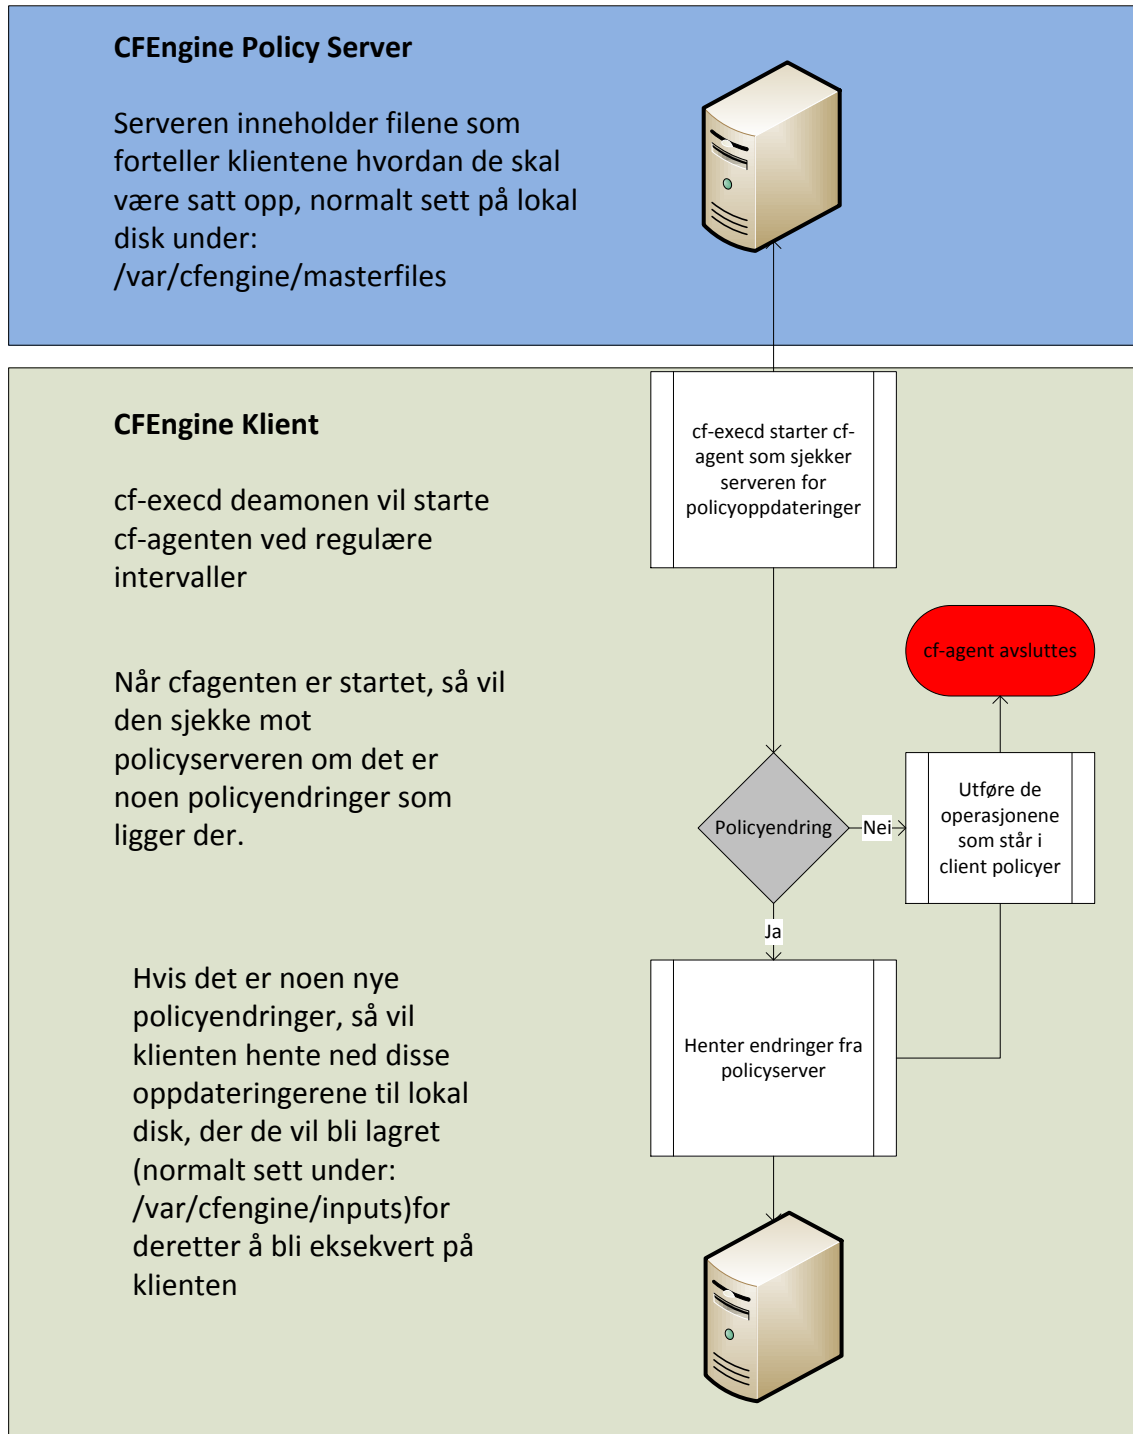 CFEngine Policy Server
Serveren inneholder filene som
forteller klientene hvordan de skal
være satt opp, normalt sett på lokal
disk under:
/var/cfengine/masterfiles
CFEngine Klient
cf-execd deamonen vil starte
cf-agenten ved regulære
intervaller
Når cfagenten er startet, så vil
den sjekke mot
policyserveren om det er
noen policyendringer som
ligger der.
Hvis det er noen nye
policyendringer, så vil
klienten hente ned disse
oppdateringerene til lokal
disk, der de vil bli lagret
(normalt sett under:
/var/cfengine/inputs)for
deretter å bli eksekvert på
klienten
cf-execd starter cf-
agent som sjekker
serveren for
policyoppdateringer
cf-agent avsluttes
Policyendring
Nei
Utføre de
operasjonene
som står i
client policyer
Ja
Henter endringer fra
policyserver